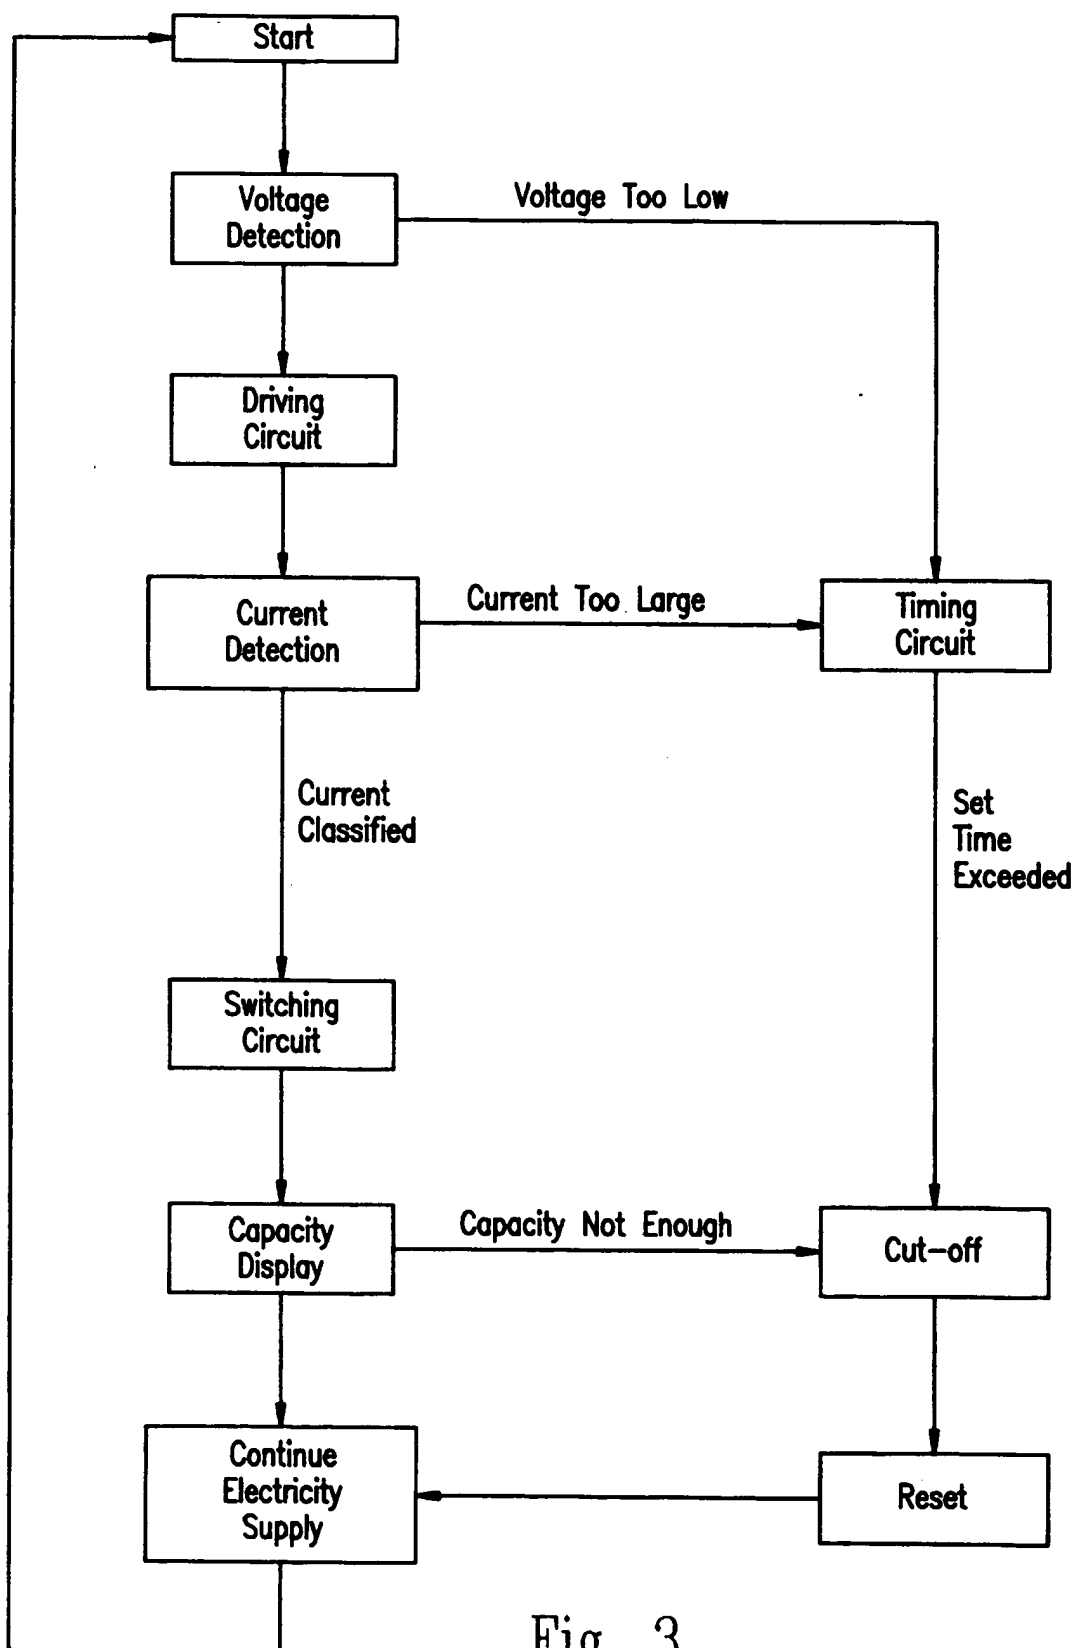 Start
Voltage
Detection
Voltage Too Low
Driving
Circuit
Current
Detection
Current Too Large
Timing
Circuit
Current
Classified
Set
Time
Exceeded
Switching
Circuit
Capacity
Display
Capacity Not Enough
Cut-off
Continue
Electricity
Supply
Reset
Fig. 3